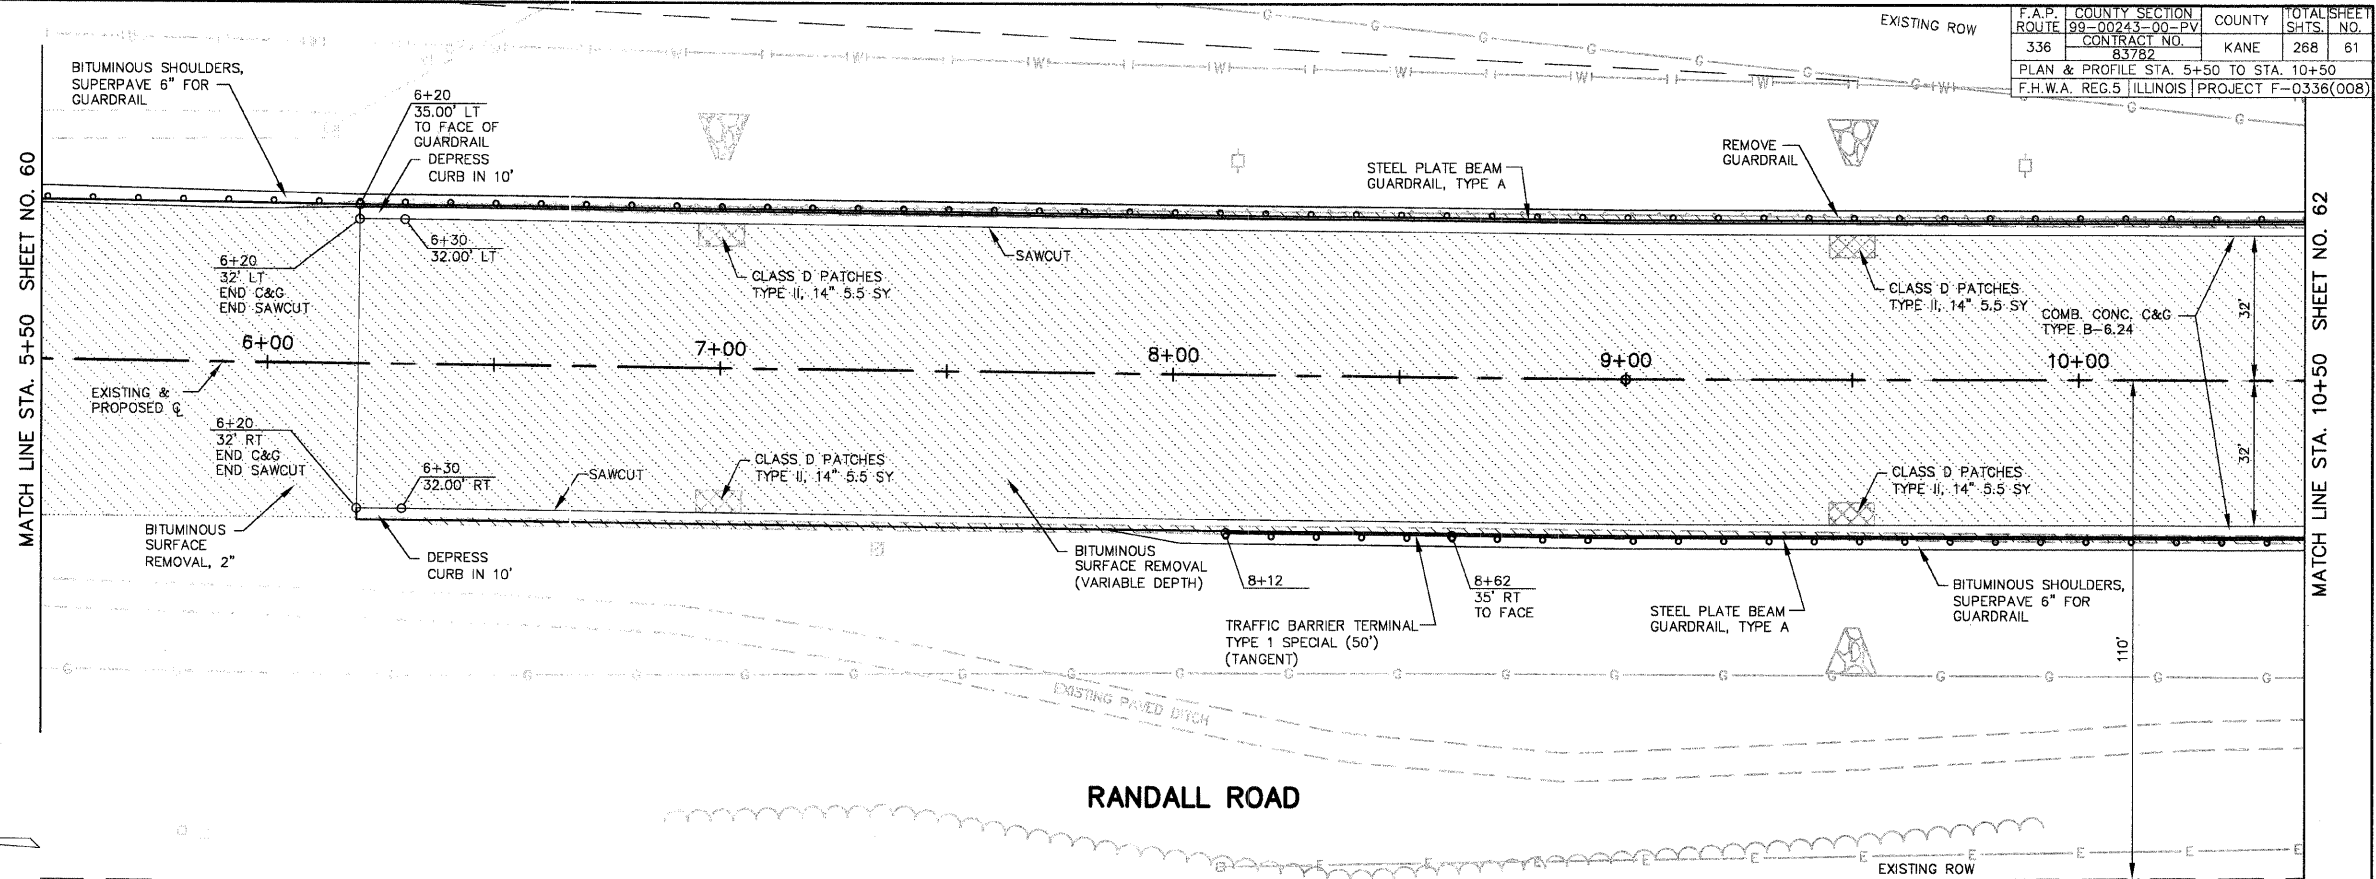 EXISTING ROW
F.A.P. ROUTE
COUNTY SECTION
99-00243-00-PV
COUNTY
TOTAL SHTS.
SHEET NO.
336
CONTRACT NO.
83782
KANE
268
61
PLAN & PROFILE STA. 5+50 TO STA. 10+50
F.H.W.A. REG.5 ILLINOIS PROJECT F-0336(008)
MATCH LINE STA. 5+50 SHEET NO. 60
BITUMINOUS SHOULDERS,
SUPERPAVE 6" FOR
GUARDRAIL
6+20
35.00' LT
TO FACE OF
GUARDRAIL
DEPRESS
CURB IN 10'
STEEL PLATE BEAM
GUARDRAIL, TYPE A
REMOVE
GUARDRAIL
6+20
32' LT
END C&G
END SAWCUT
6+30
32.00' LT
CLASS D PATCHES
TYPE II, 14" 5.5 SY
SAWCUT
CLASS D PATCHES
TYPE II, 14" 5.5 SY
COMB. CONC. C&G
TYPE B-6.24
32'
6+00
7+00
8+00
9+00
10+00
EXISTING &
PROPOSED ℄
6+20
32' RT
END C&G
END SAWCUT
6+30
32.00' RT
SAWCUT
CLASS D PATCHES
TYPE II, 14" 5.5 SY
CLASS D PATCHES
TYPE II, 14" 5.5 SY
32'
BITUMINOUS
SURFACE
REMOVAL, 2"
DEPRESS
CURB IN 10'
BITUMINOUS
SURFACE REMOVAL
(VARIABLE DEPTH)
8+12
8+62
35' RT
TO FACE
TRAFFIC BARRIER TERMINAL
TYPE 1 SPECIAL (50')
(TANGENT)
STEEL PLATE BEAM
GUARDRAIL, TYPE A
BITUMINOUS SHOULDERS,
SUPERPAVE 6" FOR
GUARDRAIL
110'
MATCH LINE STA. 10+50 SHEET NO. 62
EXISTING PAVED DITCH
RANDALL ROAD
EXISTING ROW